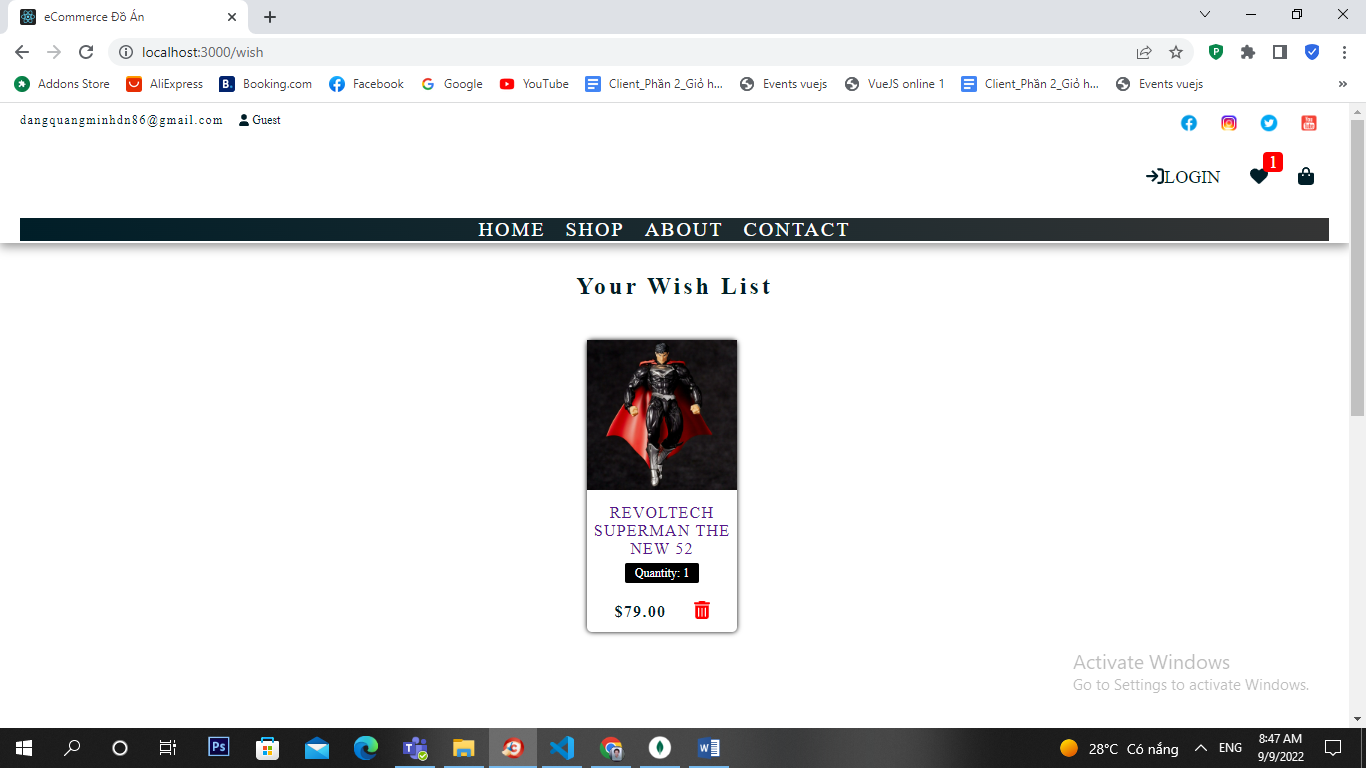 eCommerce Đồ Án
localhost:3000/wish
Addons Store AliExpress Booking.com Facebook Google YouTube Client_Phần 2_Giỏ h... Events vuejs VueJS online 1 Client_Phần 2_Giỏ h... Events vuejs »
dangquangminhdn86@gmail.com Guest
1
LOGIN
HOME SHOP ABOUT CONTACT
Your Wish List
REVOLTECH
SUPERMAN THE
NEW 52
Quantity: 1
$79.00
Activate Windows
Go to Settings to activate Windows.
28°C Có nắng ENG 8:47 AM
9/9/2022